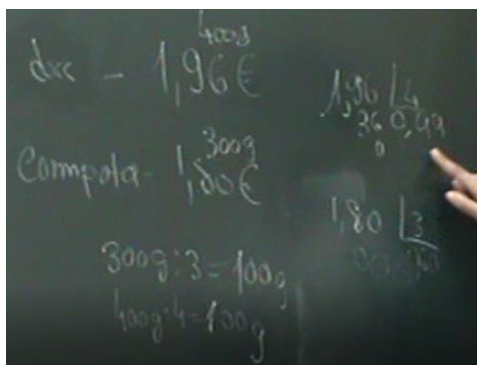 400g
doce - 1,96€
300g
Compota - 1,80€
300g:3=100g
400g:4=100g
1,96 | 4
36 0,49
0
1,80 | 3